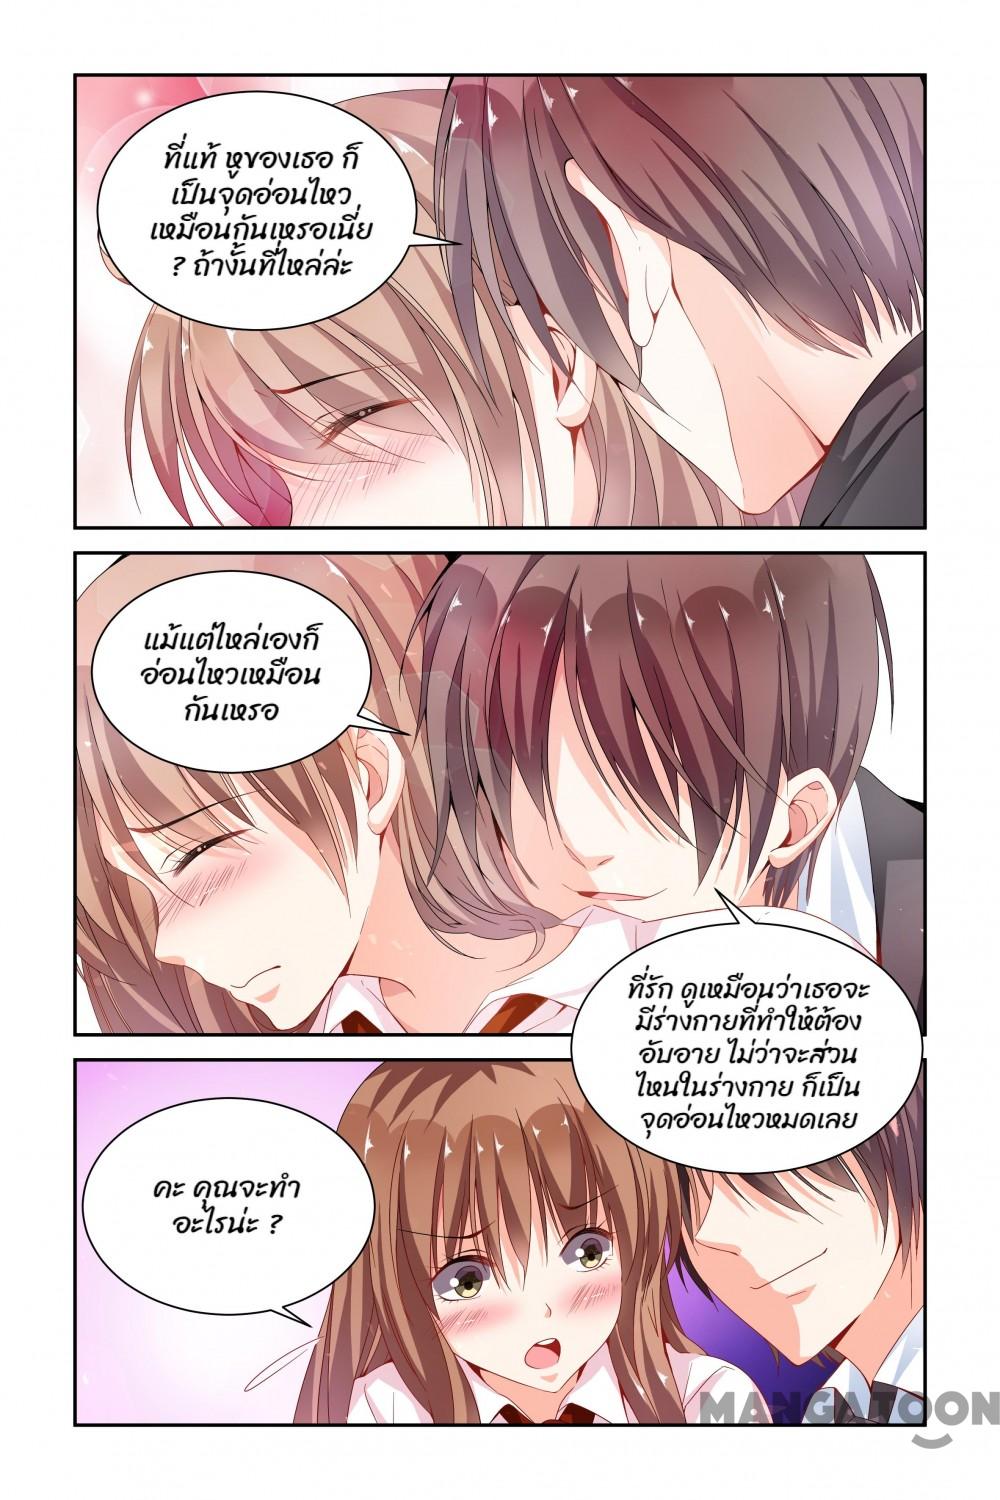 ที่แท้ หูของเธอ ก็
เป็นจุดอ่อนไหว
เหมือนกันเหรอเนี่ย
? ถ้างั้นที่ไหล่ล่ะ
แม้แต่ไหล่เองก็
อ่อนไหวเหมือน
กันเหรอ
ที่รัก ดูเหมือนว่าเธอจะ
มีร่างกายที่ทำให้ต้อง
อับอาย ไม่ว่าจะส่วน
ไหนในร่างกาย ก็เป็น
จุดอ่อนไหวหมดเลย
คะ คุณจะทำ
อะไรน่ะ ?
MANGATOON